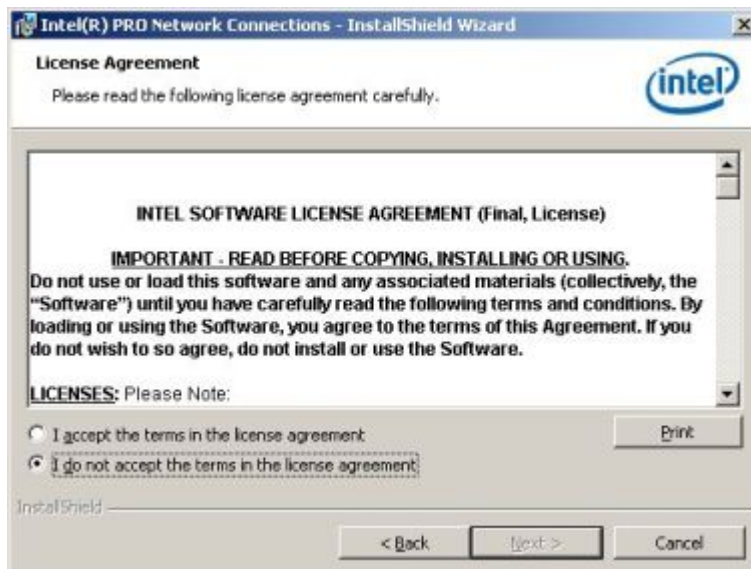 Intel(R) PRO Network Connections - InstallShield Wizard
License Agreement
Please read the following license agreement carefully.
intel
INTEL SOFTWARE LICENSE AGREEMENT (Final, License)
IMPORTANT - READ BEFORE COPYING, INSTALLING OR USING.
Do not use or load this software and any associated materials (collectively, the
“Software”) until you have carefully read the following terms and conditions. By
loading or using the Software, you agree to the terms of this Agreement. If you
do not wish to so agree, do not install or use the Software.
LICENSES: Please Note:
I accept the terms in the license agreement
Print
I do not accept the terms in the license agreement
InstallShield
< Back
Next >
Cancel